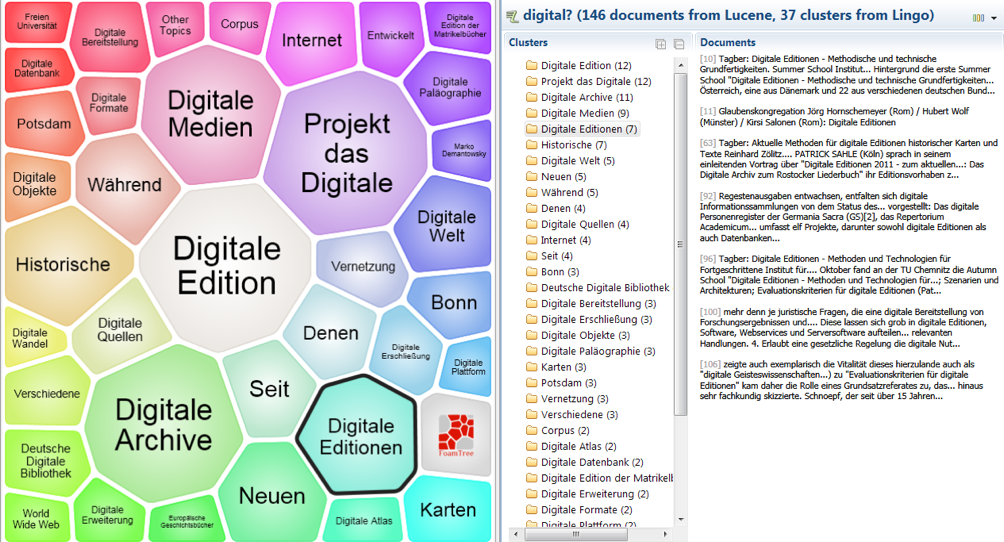 Freien
Universität
Digitale
Bereitstellung
Other
Topics
Corpus
Internet
Entwickelt
Digitale
Edition der
Matrikelbücher
Digitale
Datenbank
Digitale
Formate
Digitale
Medien
Projekt
das
Digitale
Digitale
Paläographie
Potsdam
Marko
Demantowsky
Digitale
Objekte
Während
Digitale
Welt
Historische
Digitale
Edition
Vernetzung
Bonn
Digitale
Wandel
Digitale
Quellen
Denen
Digitale
Erschließung
Digitale
Plattform
Verschiedene
Digitale
Archive
Seit
Digitale
Editionen
FoamTree
Deutsche
Digitale
Bibliothek
Neuen
Karten
World
Wide Web
Digitale
Erweiterung
Europäische
Geschichtsbücher
Digitale Atlas
digital? (146 documents from Lucene, 37 clusters from Lingo)
Clusters
Digitale Edition (12)
Projekt das Digitale (12)
Digitale Archive (11)
Digitale Medien (9)
Digitale Editionen (7)
Historische (7)
Digitale Welt (5)
Neuen (5)
Während (5)
Denen (4)
Digitale Quellen (4)
Internet (4)
Seit (4)
Bonn (3)
Deutsche Digitale Bibliothek
Digitale Bereitstellung (3)
Digitale Erschließung (3)
Digitale Objekte (3)
Digitale Paläographie (3)
Karten (3)
Potsdam (3)
Vernetzung (3)
Verschiedene (3)
Corpus (2)
Digitale Atlas (2)
Digitale Datenbank (2)
Digitale Edition der Matrikelb
Digitale Erweiterung (2)
Digitale Formate (2)
Digitale Plattform (2)
Documents
[10] Tagber: Digitale Editionen - Methodische und technische
Grundfertigkeiten. Summer School Institut... Hintergrund die erste Summer
School "Digitale Editionen - Methodische und technische Grundfertigkeiten...
Österreich, eine aus Dänemark und 22 aus verschiedenen deutschen Bund...
[11] Glaubenskongregation Jörg Hornschemeyer (Rom) / Hubert Wolf
(Münster) / Kirsi Salonen (Rom): Digitale Editionen
[63] Tagber: Aktuelle Methoden für digitale Editionen historischer Karten und
Texte Reinhard Zölitz.... PATRICK SAHLE (Köln) sprach in seinem
einleitenden Vortrag über "Digitale Editionen 2011 - zum aktuellen...: Das
Digitale Archiv zum Rostocker Liederbuch" ihr Editionsvorhaben z...
[92] Regestenausgaben entwachsen, entfalten sich digitale
Informationssammlungen von dem Status des... vorgestellt: Das digitale
Personenregister der Germania Sacra (GS)[2], das Repertorium
Academicum... umfasst elf Projekte, darunter sowohl digitale Editionen als
auch Datenbanken...
[96] Tagber: Digitale Editionen - Methoden und Technologien für
Fortgeschrittene Institut für.... Oktober fand an der TU Chemnitz die Autumn
School "Digitale Editionen - Methoden und Technologien für...; Szenarien und
Architekturen; Evaluationskriterien für digitale Editionen (Pat...
[100] mehr denn je juristische Fragen, die eine digitale Bereitstellung von
Forschungsergebnissen und... Diese lassen sich grob in digitale Editionen,
Software, Webservices und Serversoftware aufteilen... relevanten
Handlungen. 4. Erlaubt eine gesetzliche Regelung die digitale Nut...
[106] zeigte auch exemplarisch die Vitalität dieses hierzulande auch als
"digitale Geisteswissenschaften...) zu "Evaluationskriterien für digitale
Editionen" kam daher die Rolle eines Grundsatzreferates zu, das... hinaus
sehr fachkundig skizzierte. Schnoepf, der seit über 15 Jahren...